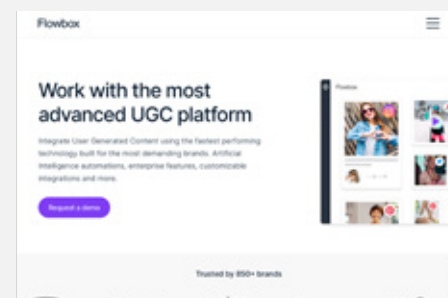 Flowbox
Work with the most
advanced UGC platform
Integrate User Generated Content using the fastest performing
technology built for the most demanding brands. Artificial
Intelligence automations, enterprise features, customizable
integrations and more.
Request a demo
Flowbox
Trusted by 850+ brands